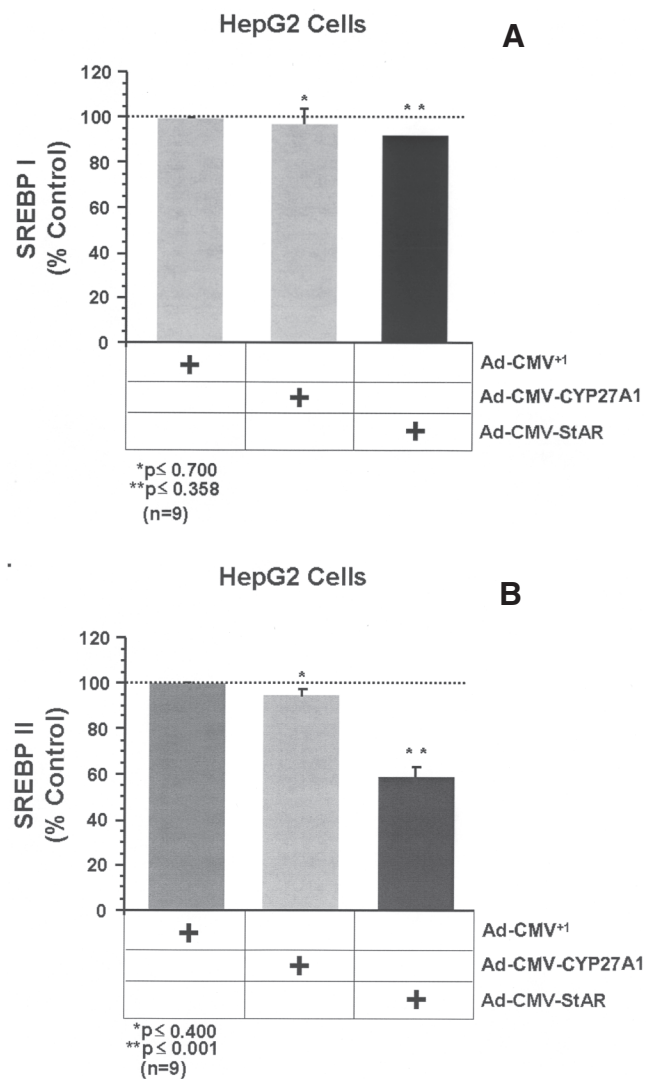 HepG2 Cells
A
SREBP I
(% Control)
120
100
80
60
40
20
0
*
**
+
+
+
Ad-CMV+1
Ad-CMV-CYP27A1
Ad-CMV-StAR
*p≤ 0.700
**p≤ 0.358
(n=9)
HepG2 Cells
B
SREBP II
(% Control)
120
100
80
60
40
20
0
*
**
+
+
+
Ad-CMV+1
Ad-CMV-CYP27A1
Ad-CMV-StAR
*p≤ 0.400
**p≤ 0.001
(n=9)